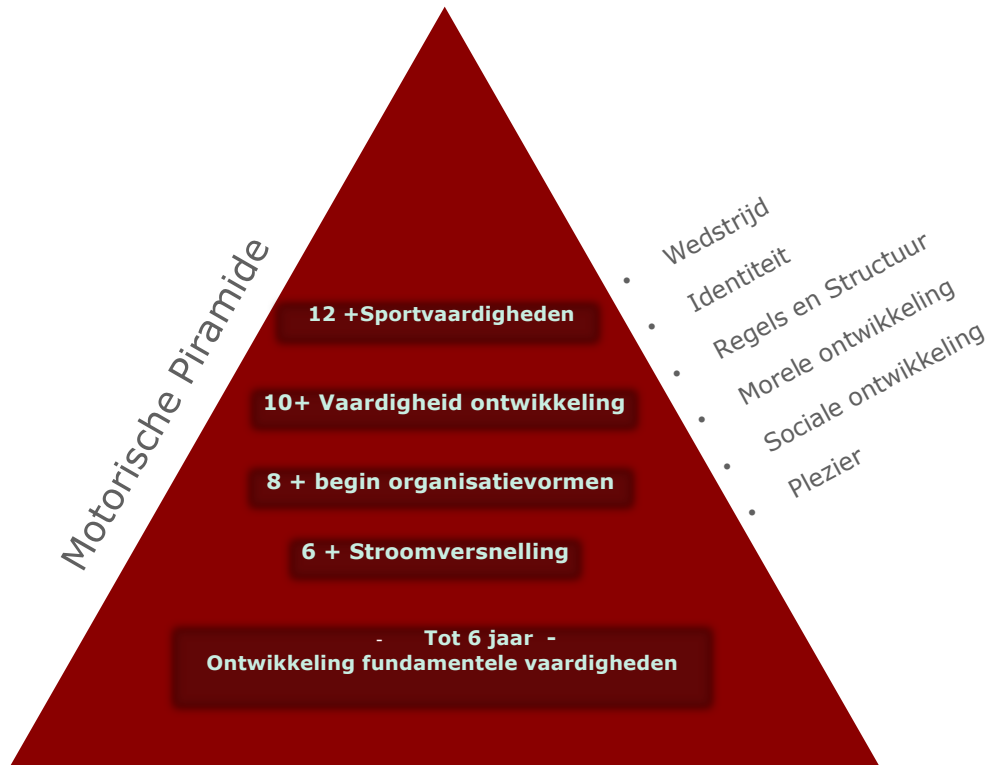 Motorische Piramide
12 +Sportvaardigheden
10+ Vaardigheid ontwikkeling
8 + begin organisatievormen
6 + Stroomversnelling
- Tot 6 jaar -
Ontwikkeling fundamentele vaardigheden
• Wedstrijd
• Identiteit
• Regels en Structuur
• Morele ontwikkeling
• Sociale ontwikkeling
• Plezier